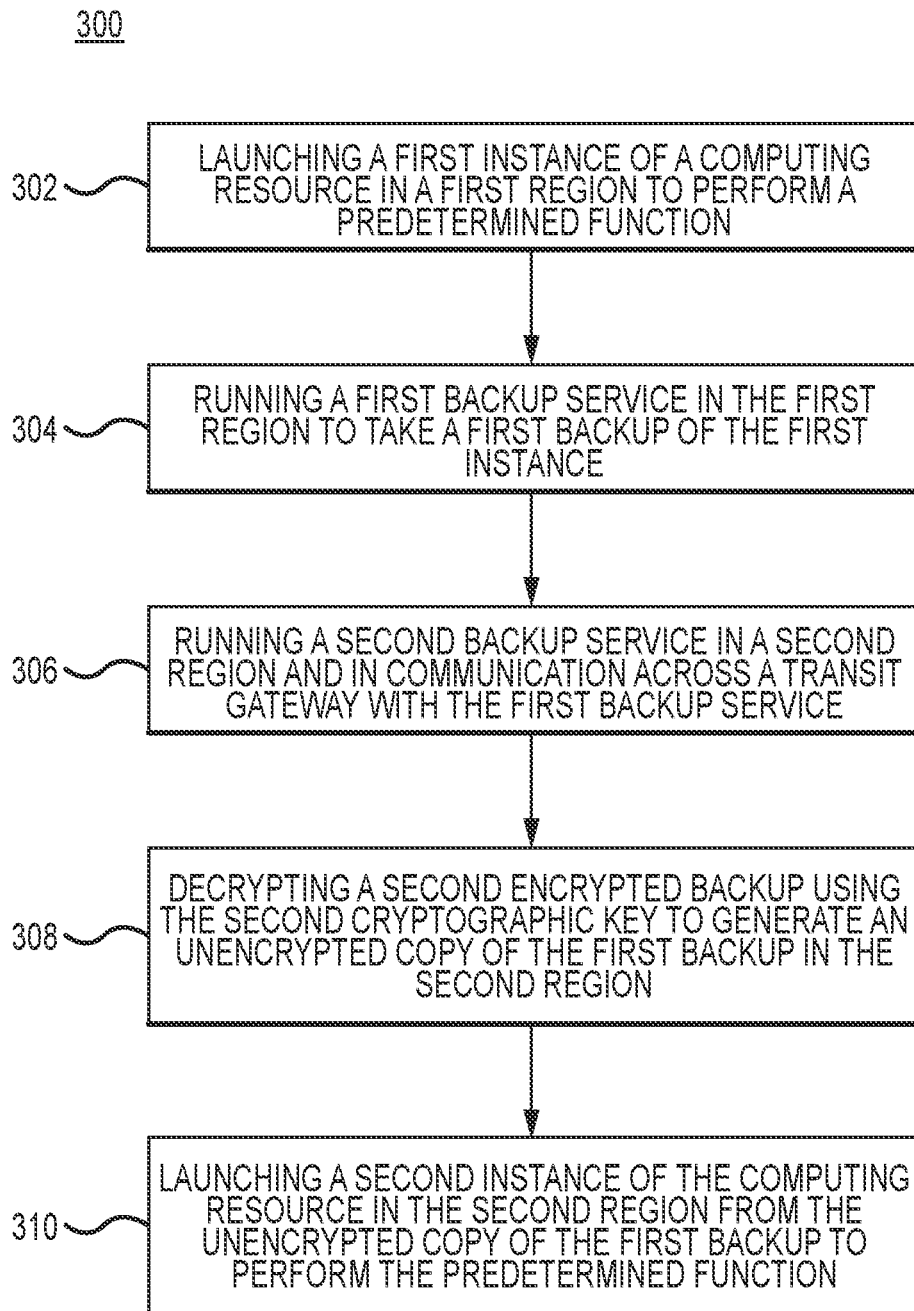 300
302
LAUNCHING A FIRST INSTANCE OF A COMPUTING
RESOURCE IN A FIRST REGION TO PERFORM A
PREDETERMINED FUNCTION
304
RUNNING A FIRST BACKUP SERVICE IN THE FIRST
REGION TO TAKE A FIRST BACKUP OF THE FIRST
INSTANCE
306
RUNNING A SECOND BACKUP SERVICE IN A SECOND
REGION AND IN COMMUNICATION ACROSS A TRANSIT
GATEWAY WITH THE FIRST BACKUP SERVICE
308
DECRYPTING A SECOND ENCRYPTED BACKUP USING
THE SECOND CRYPTOGRAPHIC KEY TO GENERATE AN
UNENCRYPTED COPY OF THE FIRST BACKUP IN THE
SECOND REGION
310
LAUNCHING A SECOND INSTANCE OF THE COMPUTING
RESOURCE IN THE SECOND REGION FROM THE
UNENCRYPTED COPY OF THE FIRST BACKUP TO
PERFORM THE PREDETERMINED FUNCTION